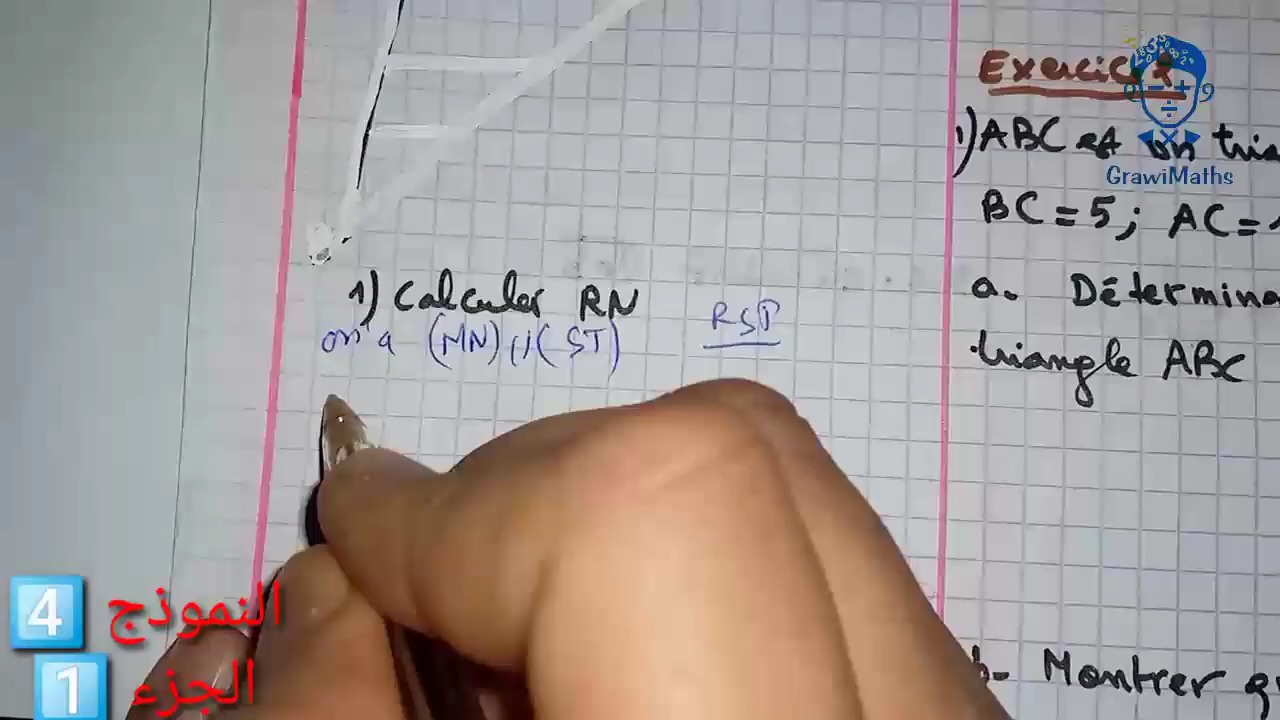 1) Calculer RN
on a (MN) // (ST) RST
Exercice
1) ABC est un tria
BC = 5 ; AC =
a. Détermina
triangle ABC
b- Montrer q
GrawiMaths
4 النموذج
1 الجزء